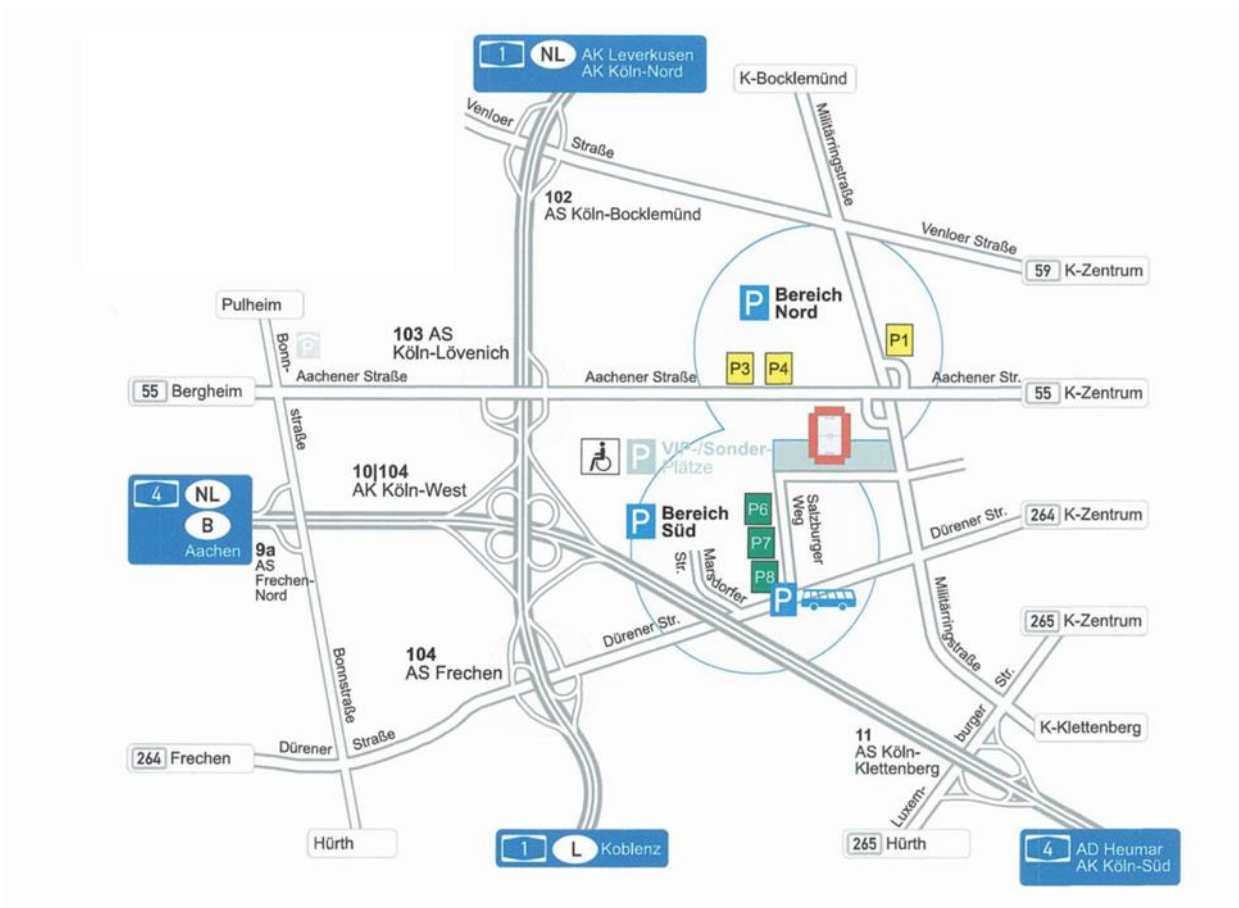 1 NL AK Leverkusen
AK Köln-Nord
K-Bocklemünd
Venloer
Straße
Militärringstraße
102
AS Köln-Bocklemünd
Venloer Straße
59 K-Zentrum
Pulheim
P Bereich
Nord
Bonn-
straße
P
103 AS
Köln-Lövenich
P1
P3
P4
Aachener Straße
Aachener Straße
Aachener Str.
55 Bergheim
55 K-Zentrum
P VIP-/Sonder-
Plätze
10|104
AK Köln-West
4 NL
B
Aachen
P Bereich
Süd
P6
P7
P8
Salzburger
Weg
Dürener Str.
264 K-Zentrum
9a
AS
Frechen-
Nord
Marsdorfer
Str.
P
Dürener Str.
Militärringstraße
265 K-Zentrum
104
AS Frechen
Bonnstraße
Luxem-
burger
Str.
K-Klettenberg
11
AS Köln-
Klettenberg
264 Frechen
Dürener
Straße
Hürth
1 L Koblenz
265 Hürth
4 AD Heumar
AK Köln-Süd